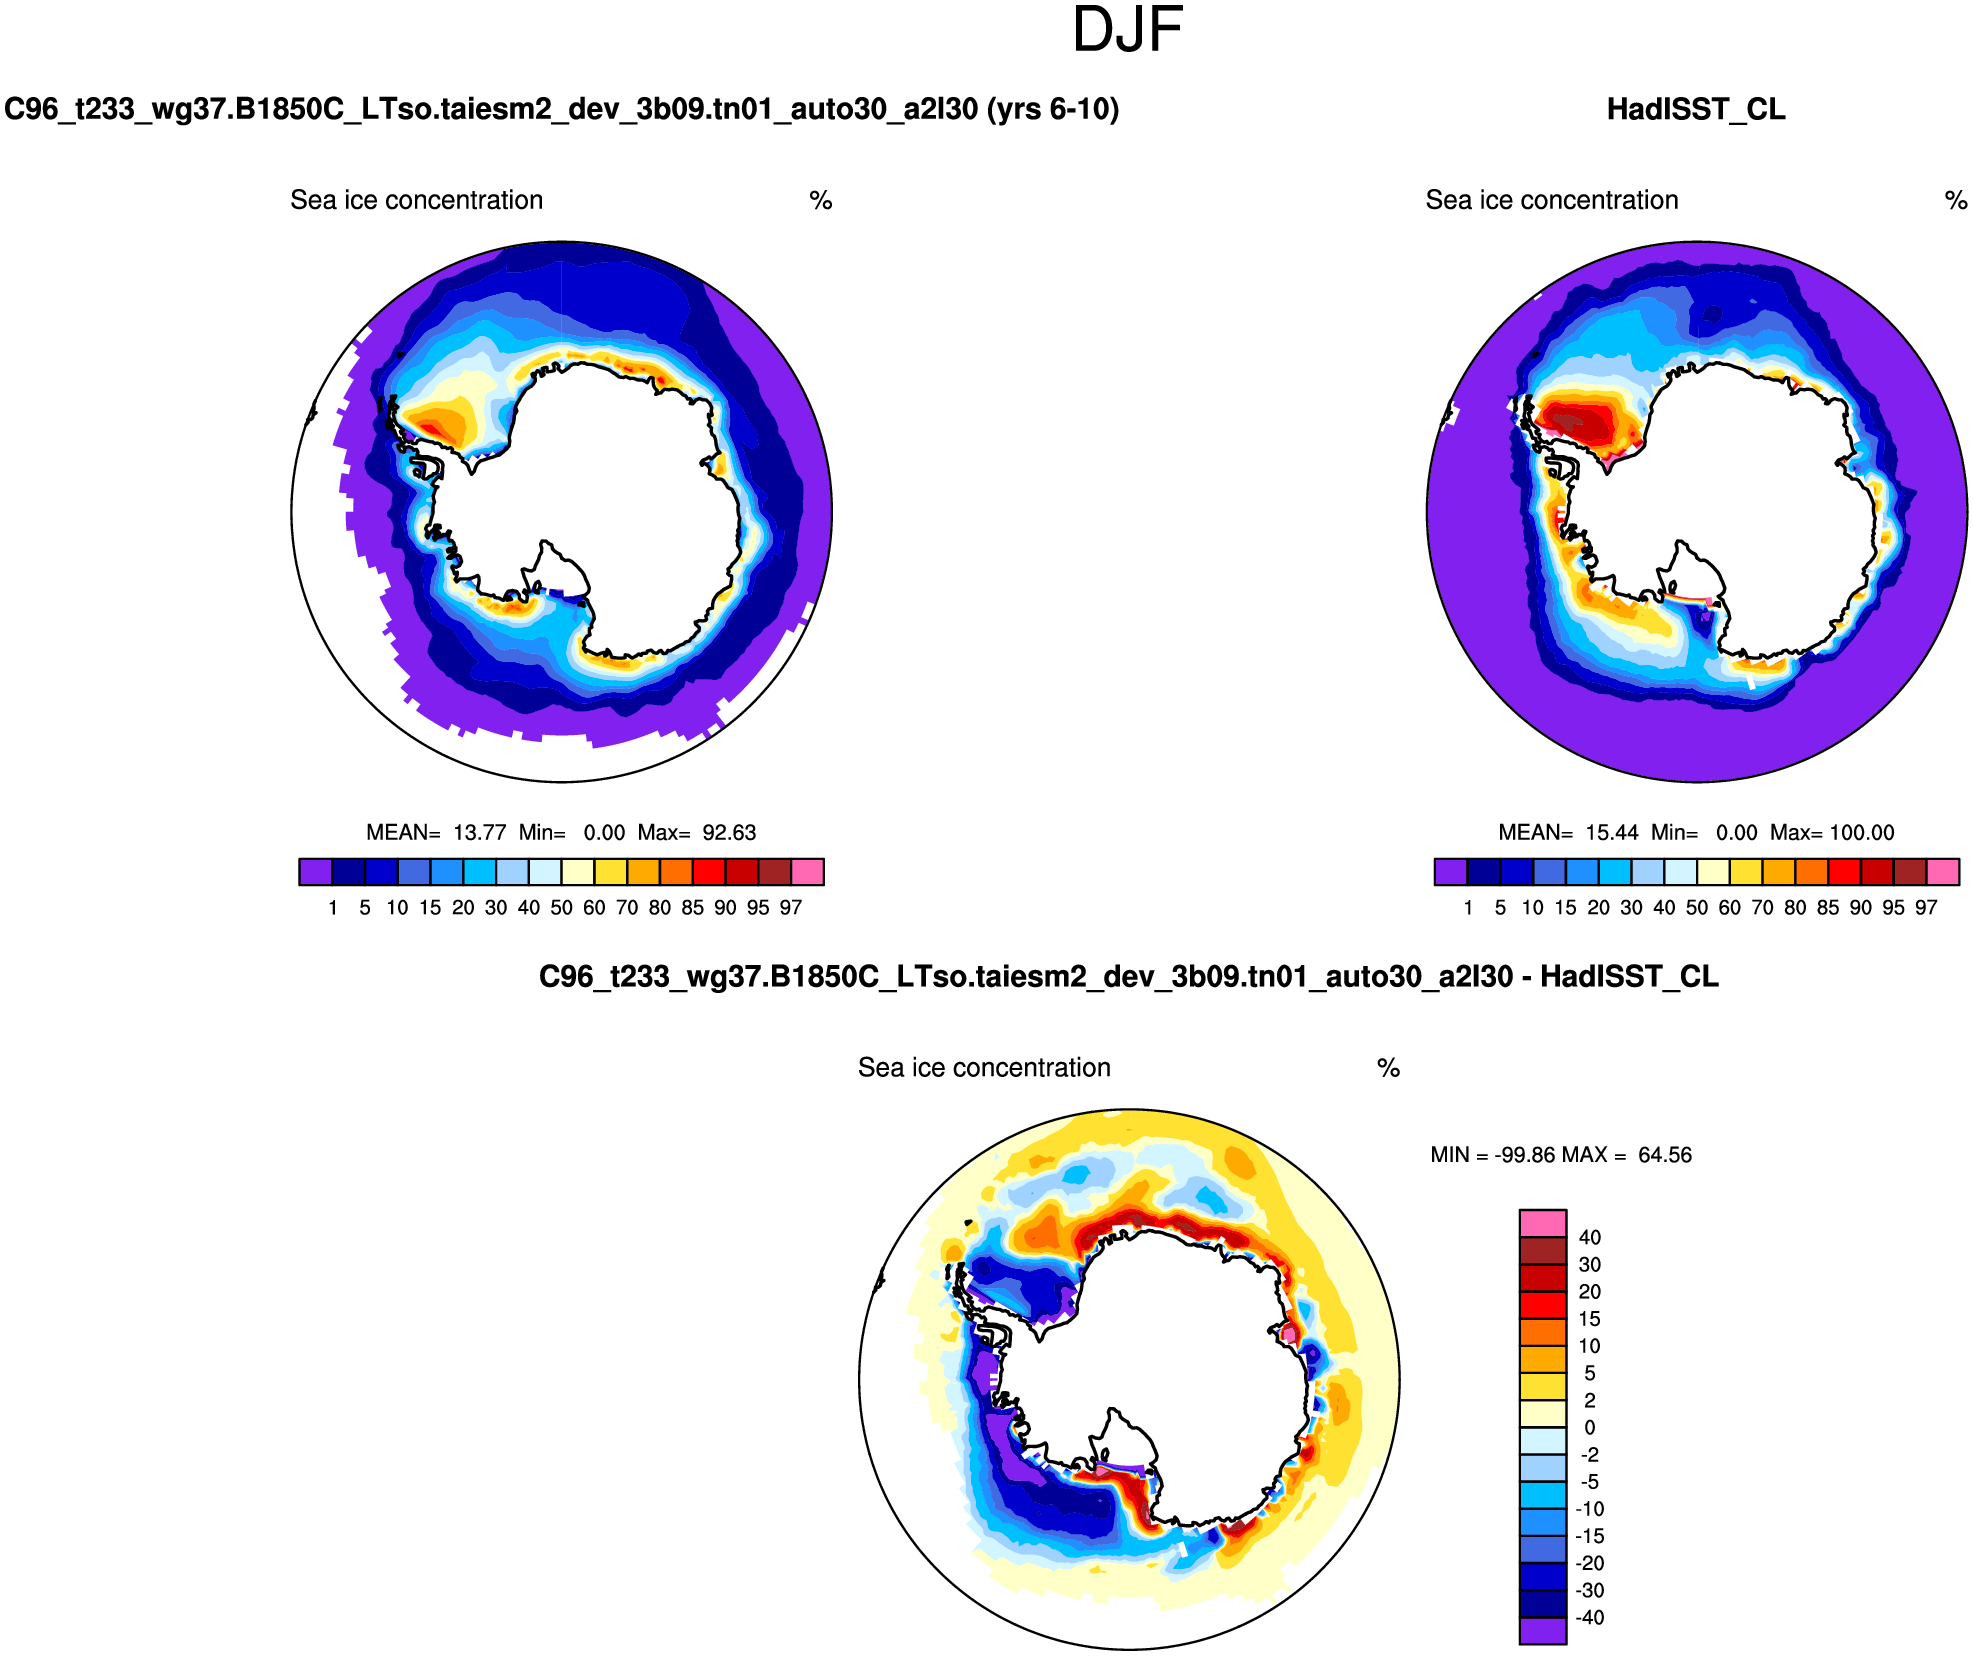 DJF
C96_t233_wg37.B1850C_LTso.taiesm2_dev_3b09.tn01_auto30_a2l30 (yrs 6-10)
HadISST_CL
Sea ice concentration %
Sea ice concentration %
MEAN= 13.77 Min= 0.00 Max= 92.63
MEAN= 15.44 Min= 0.00 Max= 100.00
1 5 10 15 20 30 40 50 60 70 80 85 90 95 97
1 5 10 15 20 30 40 50 60 70 80 85 90 95 97
C96_t233_wg37.B1850C_LTso.taiesm2_dev_3b09.tn01_auto30_a2l30 - HadISST_CL
Sea ice concentration %
MIN = -99.86 MAX = 64.56
40
30
20
15
10
5
2
0
-2
-5
-10
-15
-20
-30
-40